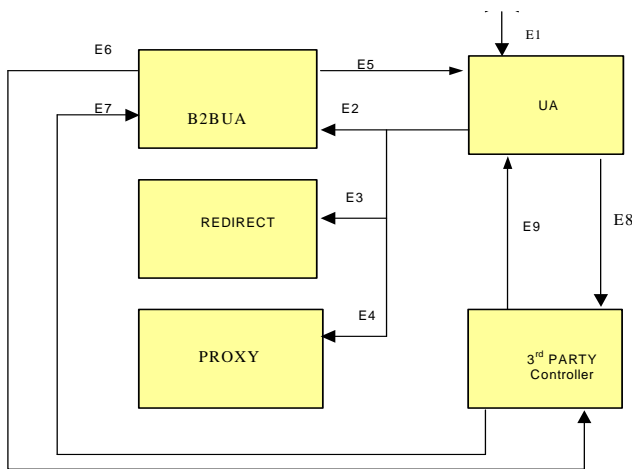 E1
E6
E5
E7
E2
B2BUA
UA
E3
REDIRECT
E8
E9
E4
PROXY
3rd PARTY
Controller